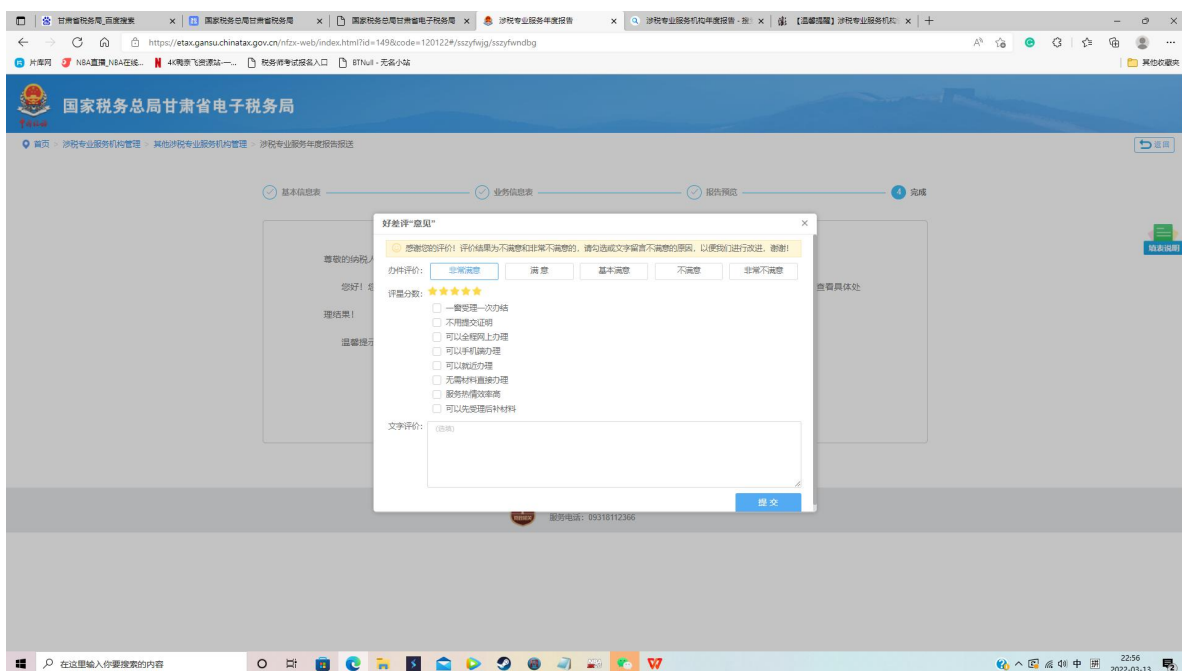 甘肃省税务局_百度搜索
国家税务总局甘肃省税务局
国家税务总局甘肃省电子税务局
涉税专业服务年度报告
涉税专业服务机构年度报告 - 搜
【温馨提醒】涉税专业服务机构
https://etax.gansu.chinatax.gov.cn/nfzx-web/index.html?id=149&code=120122#/sszyfwjg/sszyfwndbg
片库网
NBA直播_NBA在线...
税务师考试报名入口
BTNull - 无名小站
其他收藏夹
国家税务总局甘肃省电子税务局
首页 > 涉税专业服务机构管理 > 其他涉税专业服务机构管理 > 涉税专业服务年度报告报送
返回
基本信息表
业务信息表
报告预览
4 完成
好差评"意见"
感谢您的评价！评价结果为不满意和非常不满意的，请勾选或文字留言不满意的原因，以便我们进行改进。谢谢!
填表说明
尊敬的纳税人
办件评价：
非常满意
满意
基本满意
不满意
非常不满意
您好！
查看具体处
评星分数：
一窗受理一次办结
理结果！
不用提交证明
可以全程网上办理
温馨提示
可以手机端办理
可以就近办理
无需材料直接办理
服务热情效率高
可以先受理后补材料
文字评价：
(选填)
提交
服务电话：09318112366
在这里输入你要搜索的内容
中
拼
22:56
2022-03-13